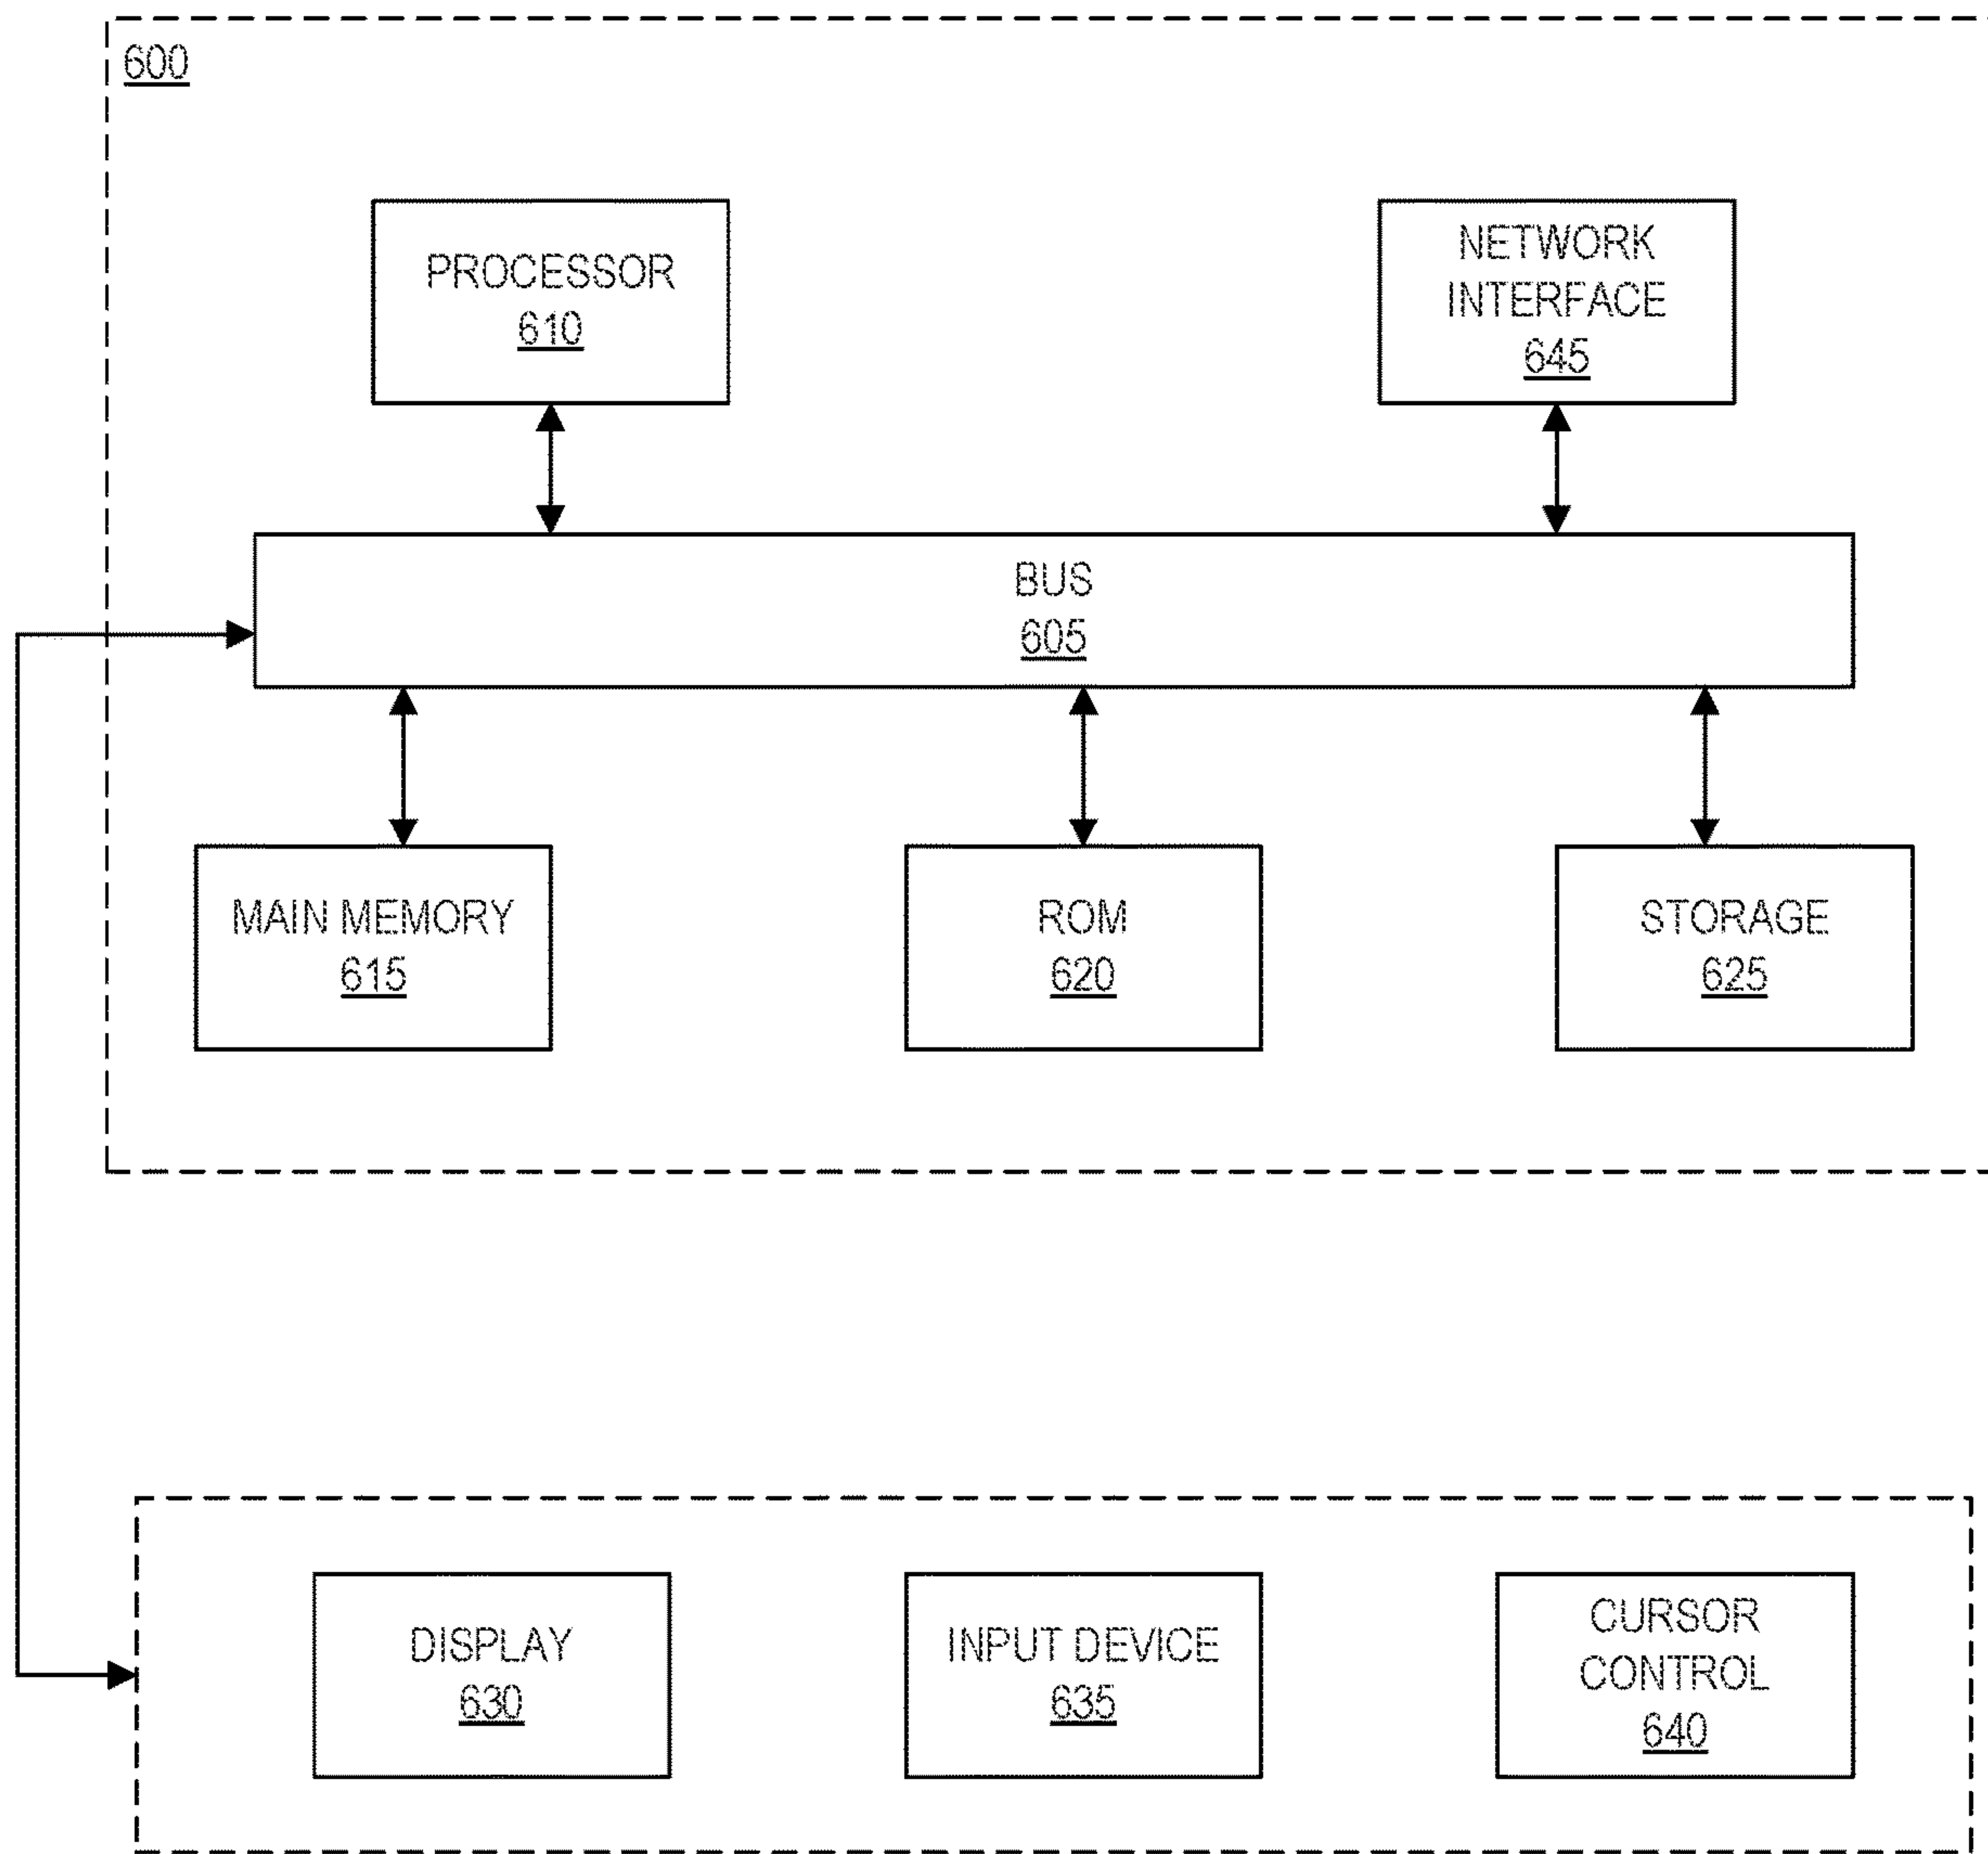 600
PROCESSOR
610
NETWORK
INTERFACE
645
BUS
605
MAIN MEMORY
615
ROM
620
STORAGE
625
DISPLAY
630
INPUT DEVICE
635
CURSOR
CONTROL
640